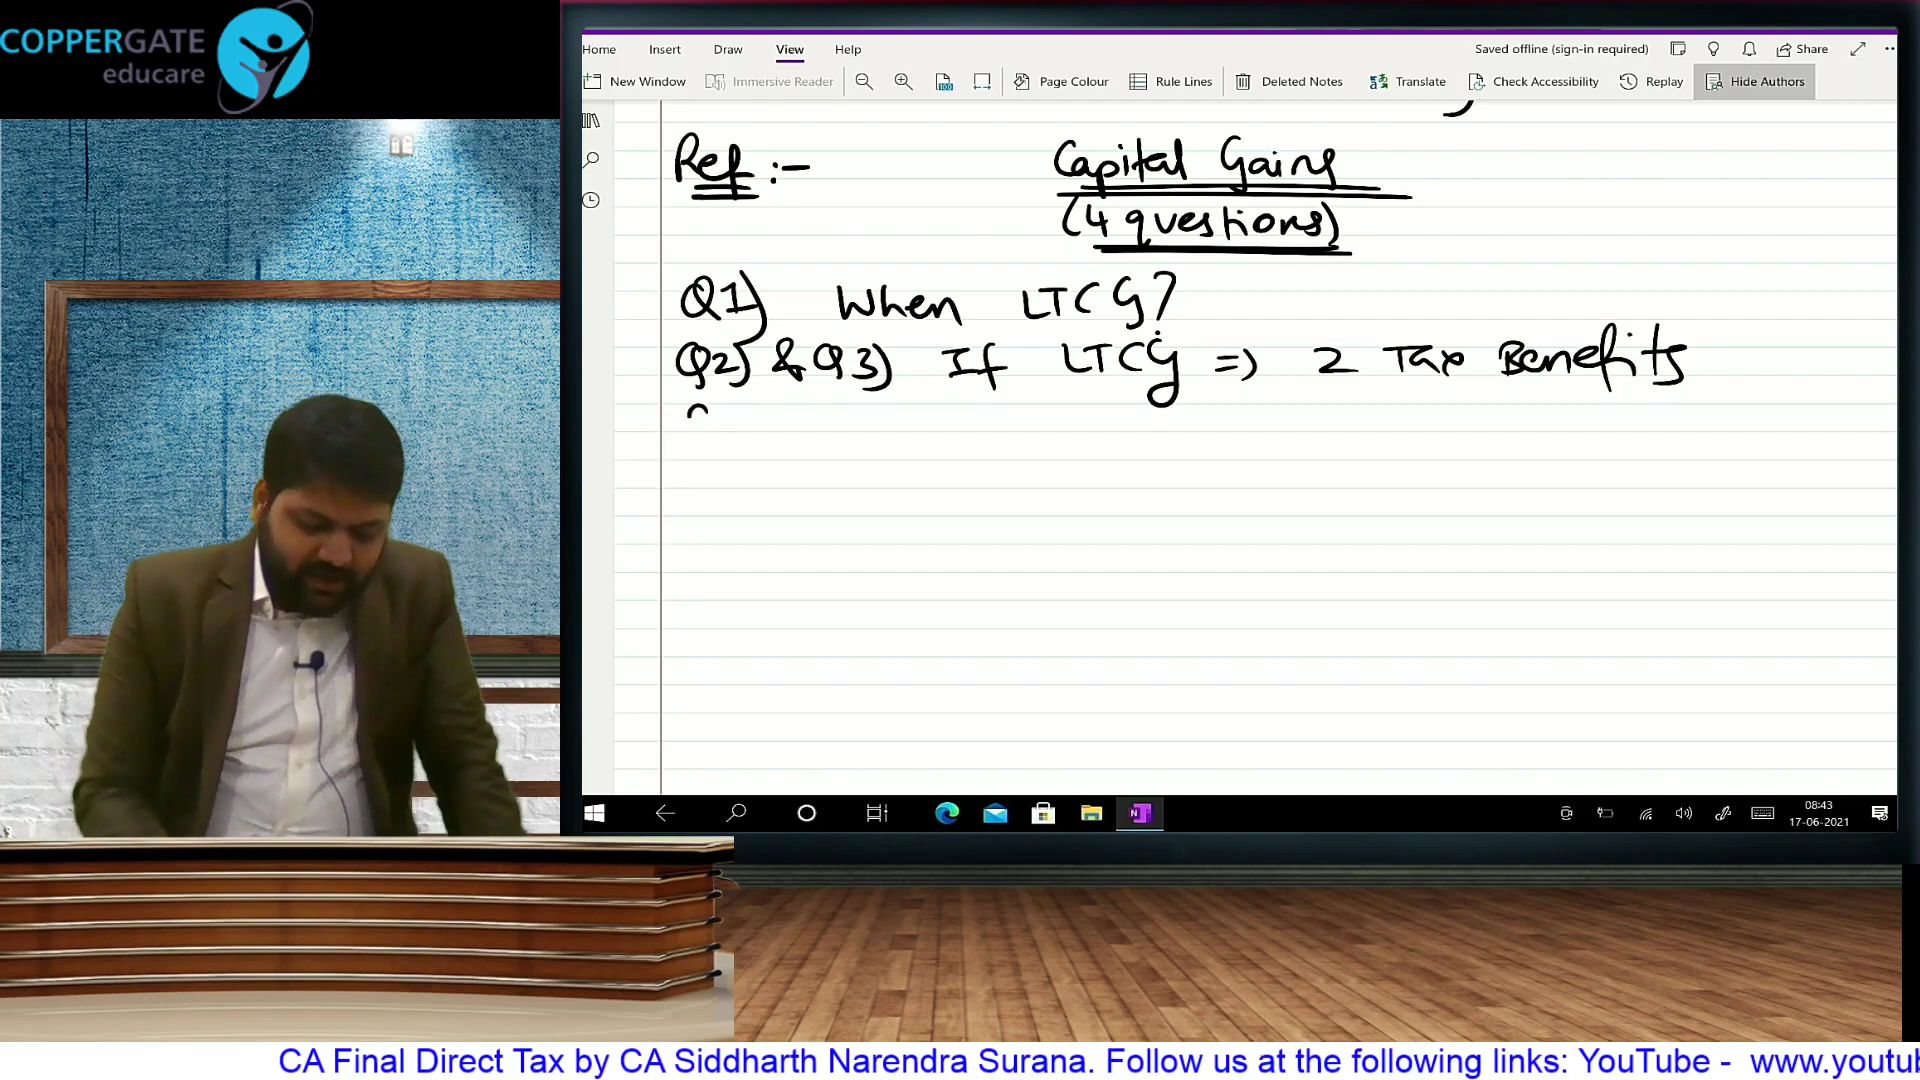 COPPERGATE
educare
Home Insert Draw View Help
Saved offline (sign-in required) Share
New Window Immersive Reader Page Colour Rule Lines Deleted Notes Translate Check Accessibility Replay Hide Authors
Ref :- Capital Gains
(4 questions)
Q1) When LTCG?
Q2) & Q3) If LTCG => 2 Tax Benefits
08:43
17-06-2021
CA Final Direct Tax by CA Siddharth Narendra Surana. Follow us at the following links: YouTube - www.youtu